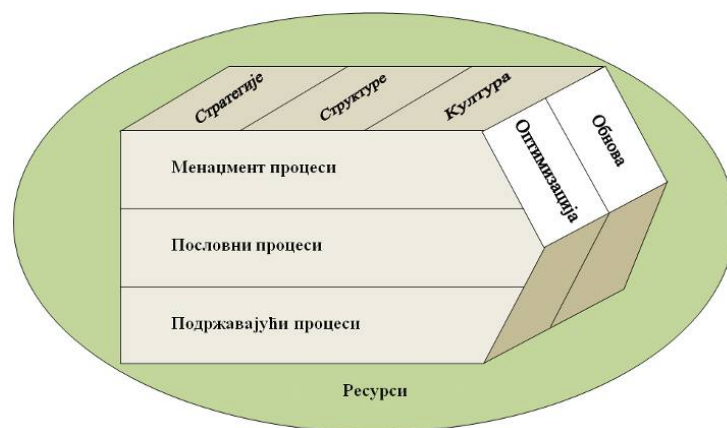 Стратегије
Структуре
Култура
Оптимизација
Обнова
Менаџмент процеси
Пословни процеси
Подржавајући процеси
Ресурси